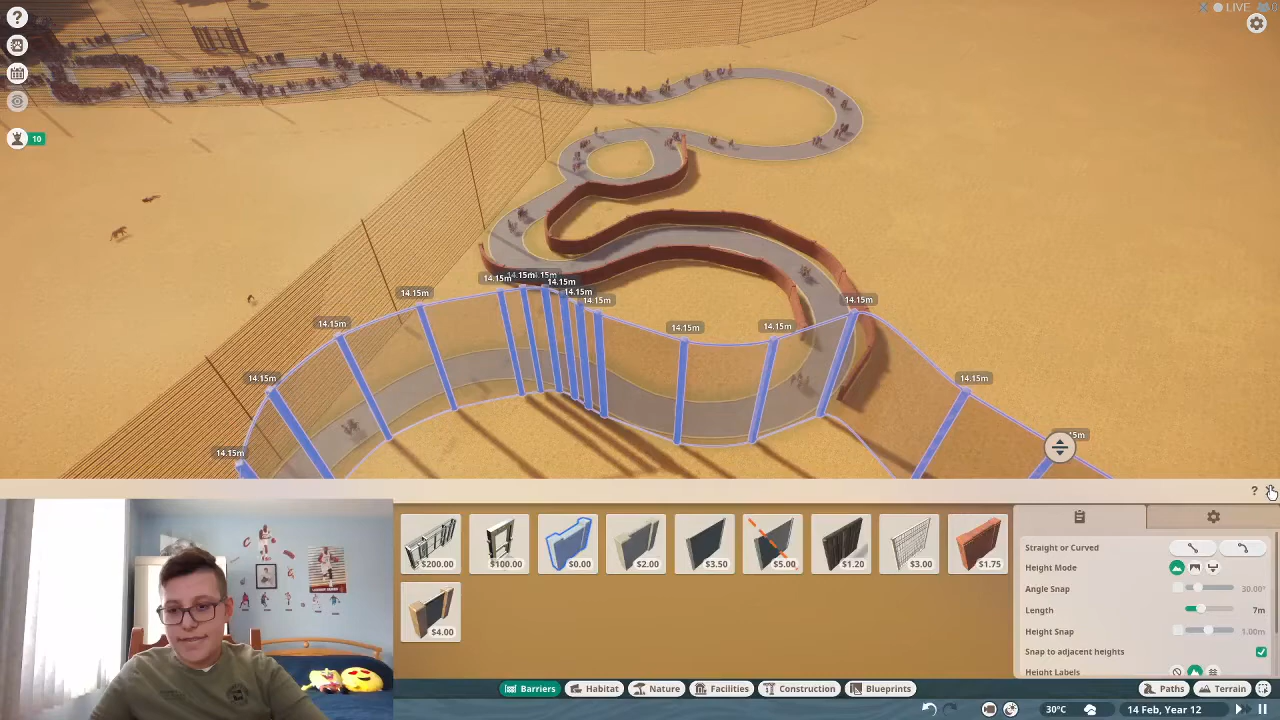 ?
LIVE
10
14.15m
14.15m 14.15m
14.15m
14.15m
14.15m
14.15m
14.15m
14.15m
14.15m
14.15m
14.15m
14.15m
14.15m
15m
?
$200.00
$100.00
$0.00
$2.00
$3.50
$5.00
$1.20
$3.00
$1.75
$4.00
Straight or Curved
Height Mode
Angle Snap 30.00°
Length 7m
Height Snap 1.00m
Snap to adjacent heights
Height Labels
Barriers Habitat Nature Facilities Construction Blueprints Paths Terrain
30°C 14 Feb, Year 12